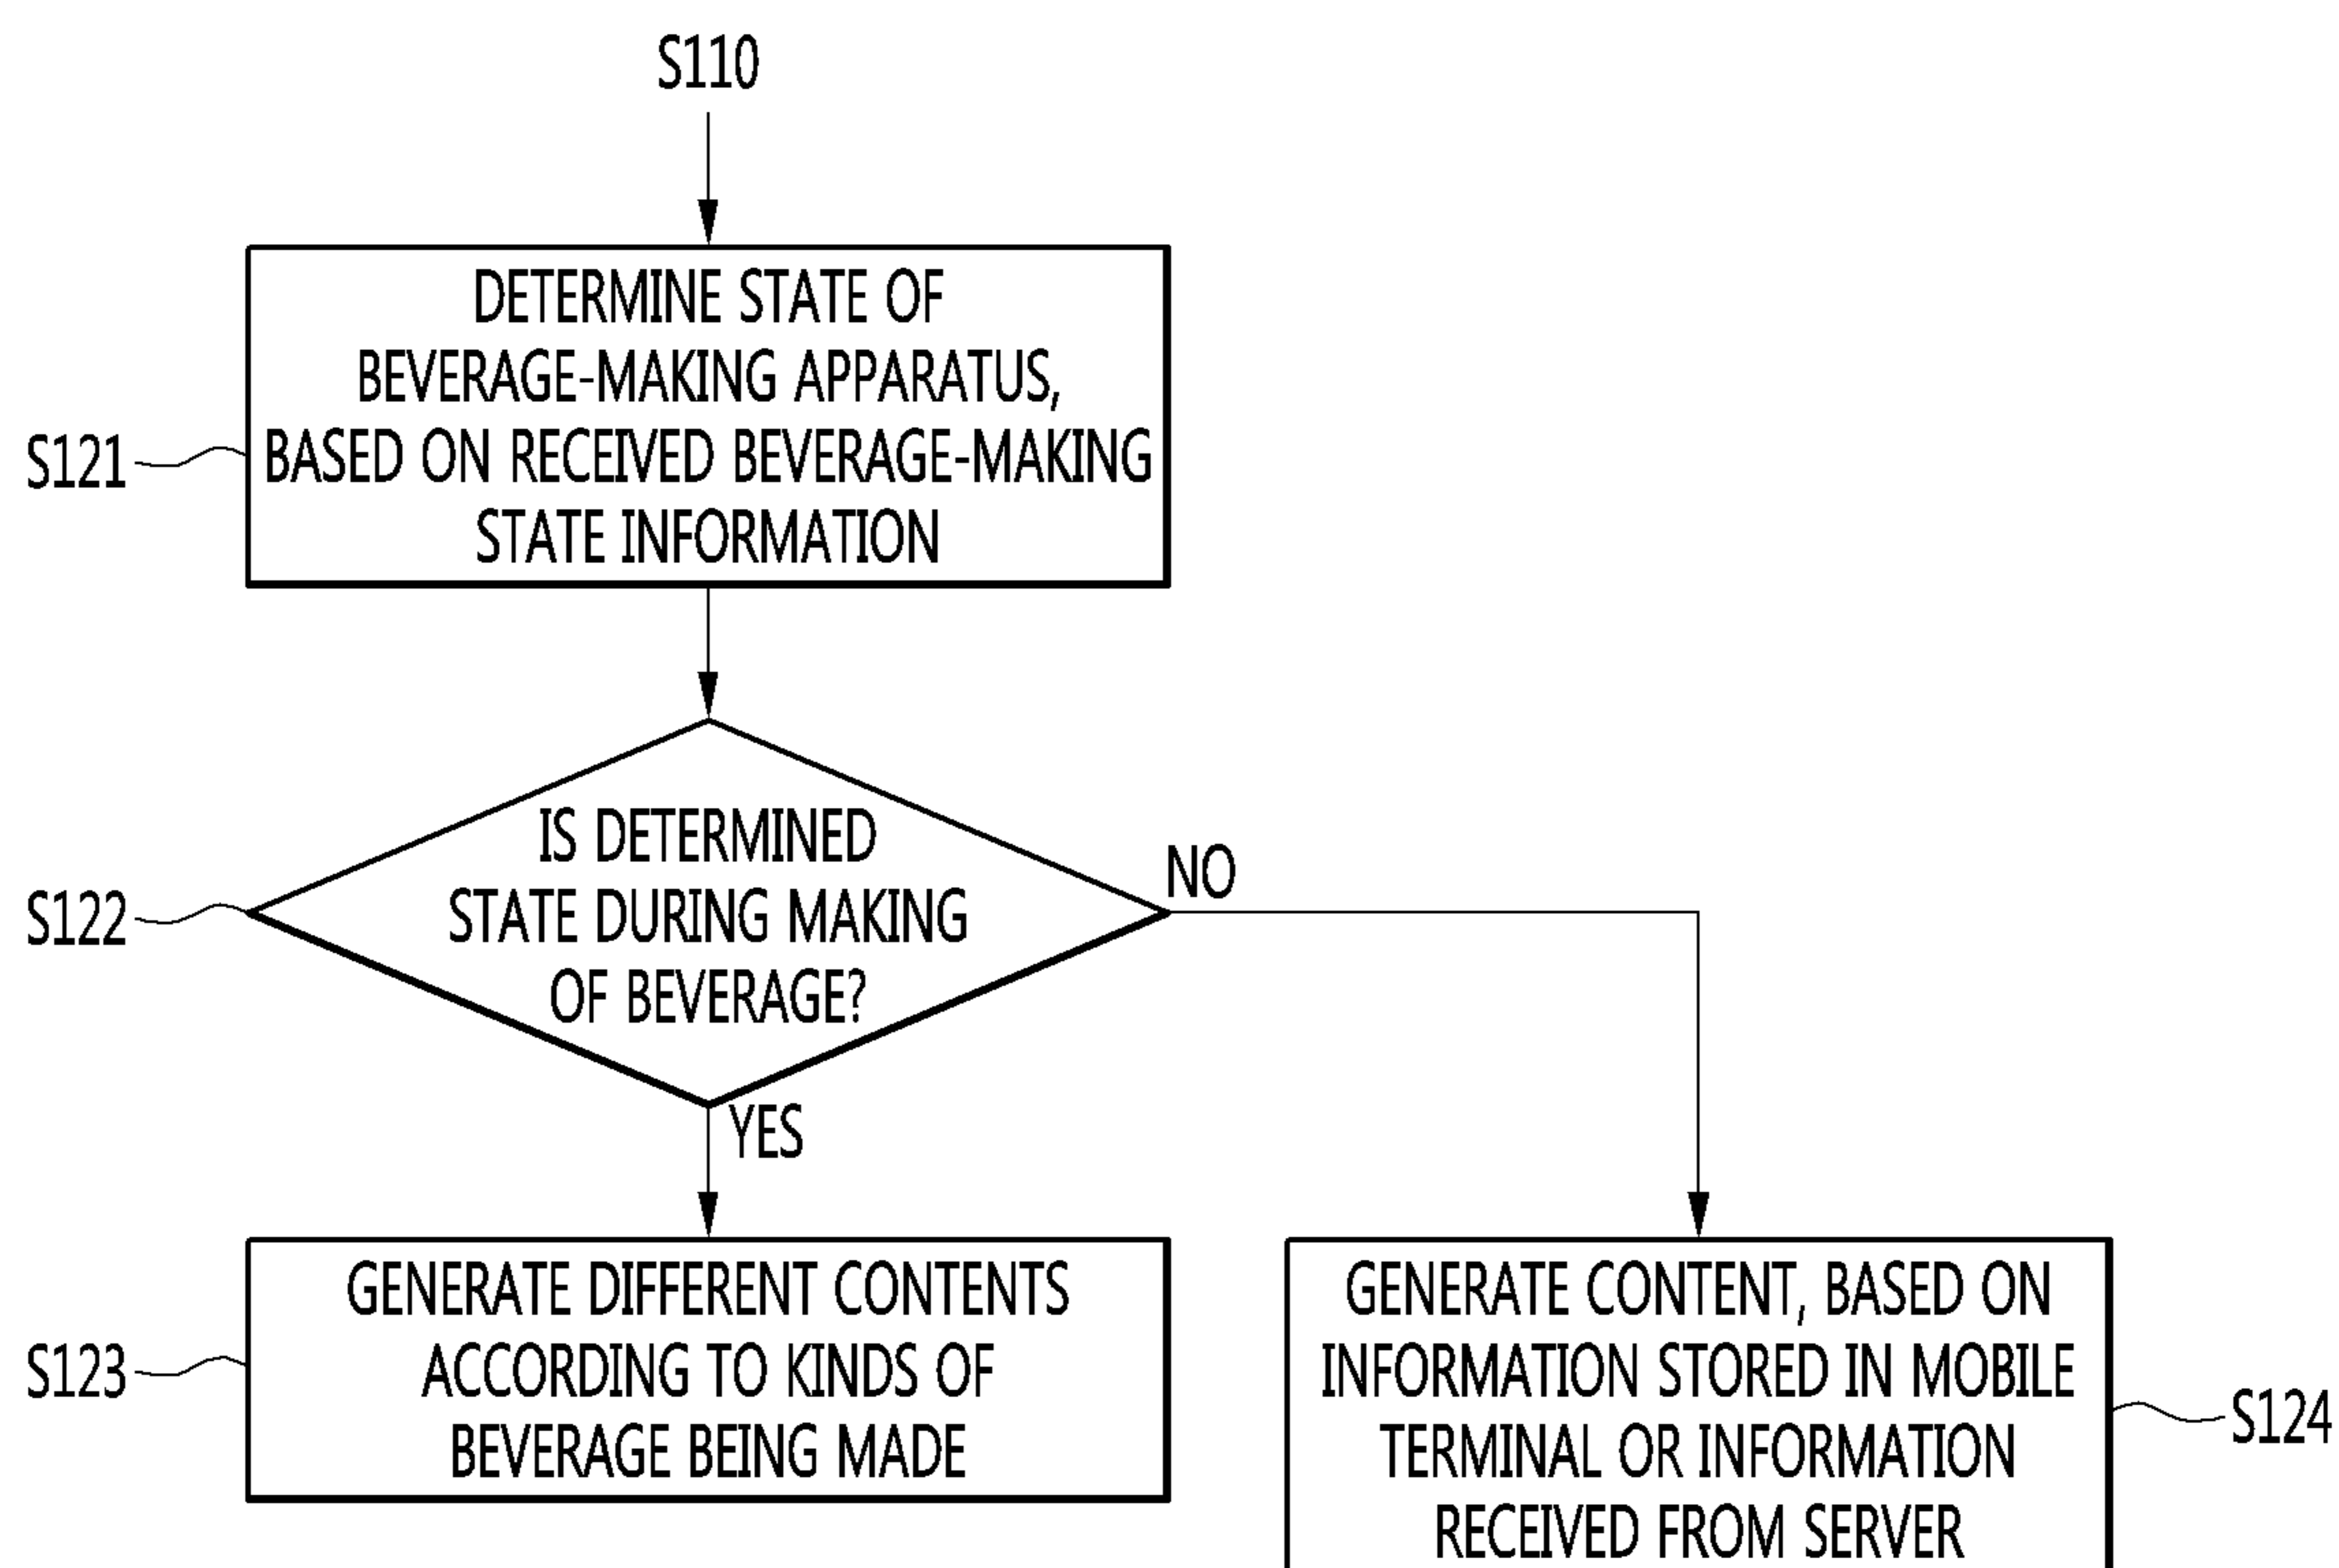 S110
DETERMINE STATE OF
BEVERAGE-MAKING APPARATUS,
BASED ON RECEIVED BEVERAGE-MAKING
STATE INFORMATION
S121
IS DETERMINED
STATE DURING MAKING
OF BEVERAGE?
S122
NO
YES
GENERATE DIFFERENT CONTENTS
ACCORDING TO KINDS OF
BEVERAGE BEING MADE
S123
GENERATE CONTENT, BASED ON
INFORMATION STORED IN MOBILE
TERMINAL OR INFORMATION
RECEIVED FROM SERVER
S124